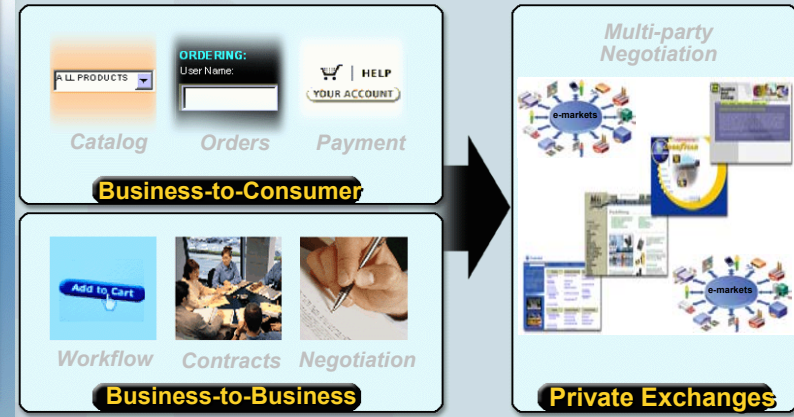 ALL PRODUCTS
ORDERING:
User Name:
HELP
YOUR ACCOUNT
Catalog
Orders
Payment
Business-to-Consumer
Add to Cart
Workflow
Contracts
Negotiation
Business-to-Business
Multi-party
Negotiation
e-markets
e-markets
Private Exchanges